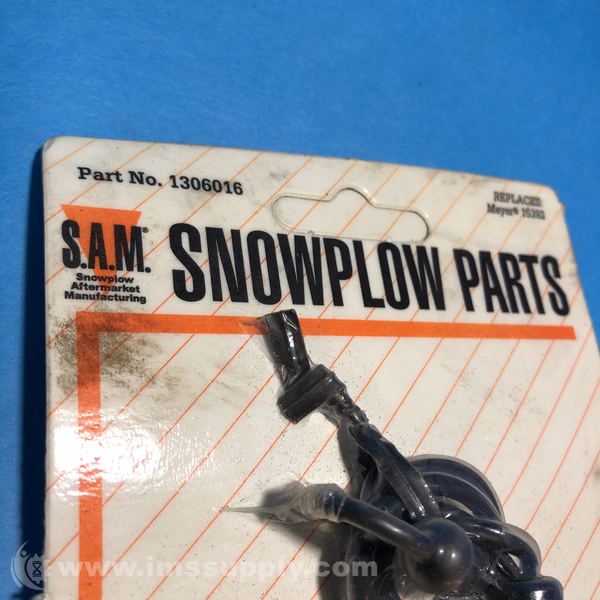 Part No. 1306016
REPLACES:
Meyer® 15393
S.A.M.®
Snowplow
Aftermarket
Manufacturing
SNOWPLOW PARTS
www.imssupply.com